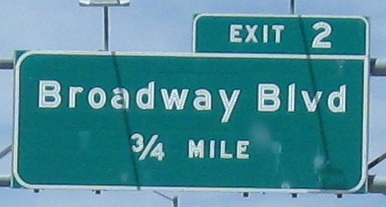 EXIT 2
Broadway Blvd
3/4 MILE